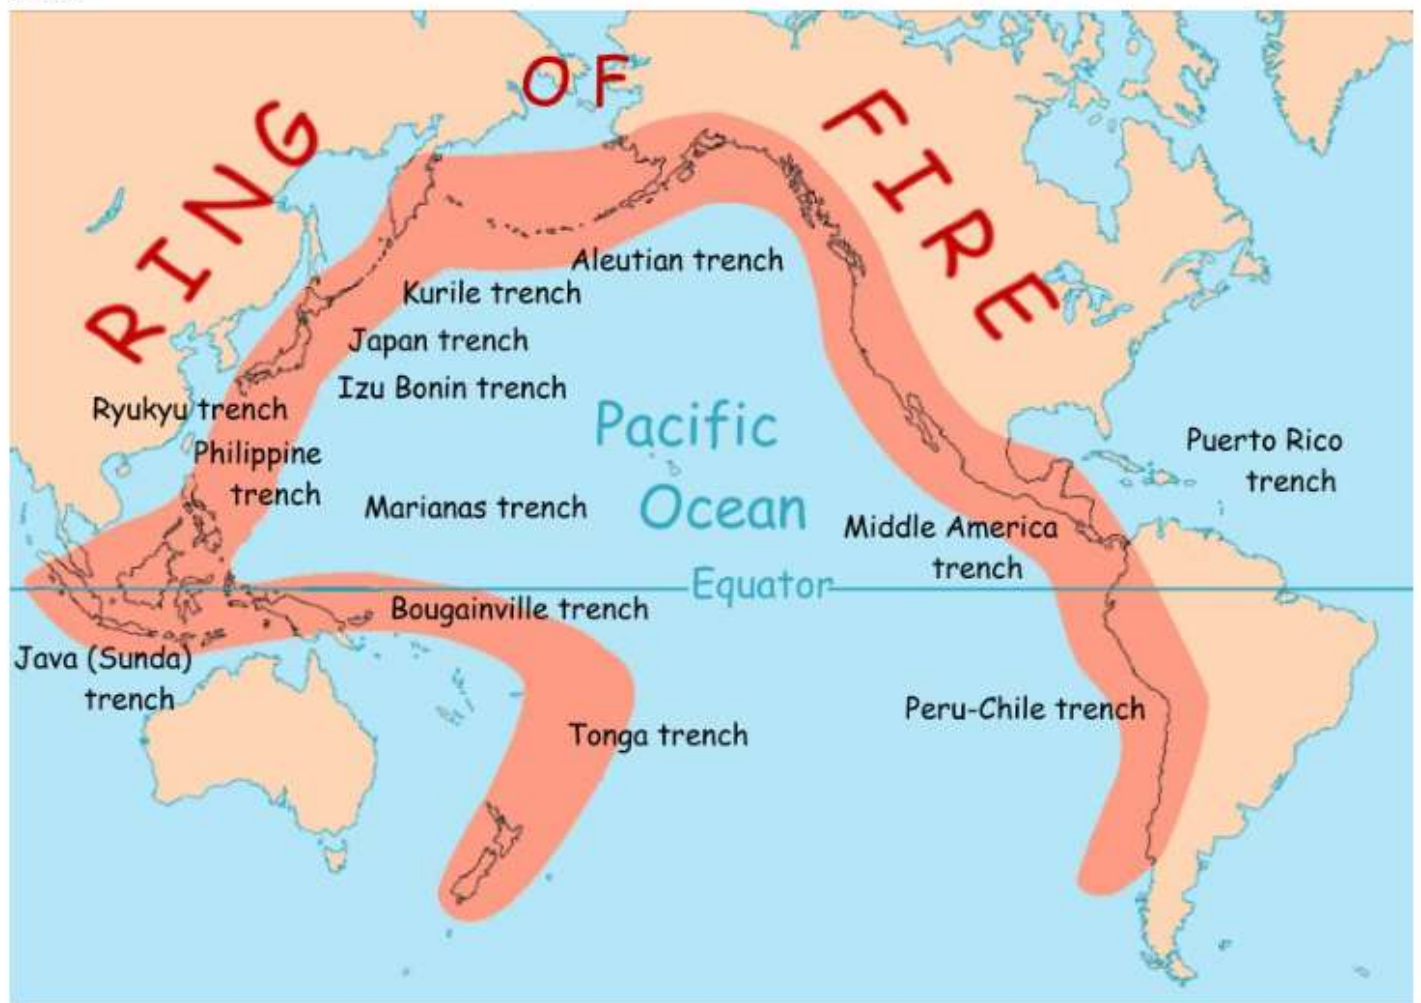 RING OF FIRE
Aleutian trench
Kurile trench
Japan trench
Izu Bonin trench
Ryukyu trench
Philippine
trench
Marianas trench
Pacific
Ocean
Puerto Rico
trench
Middle America
trench
Equator
Bougainville trench
Java (Sunda)
trench
Peru-Chile trench
Tonga trench